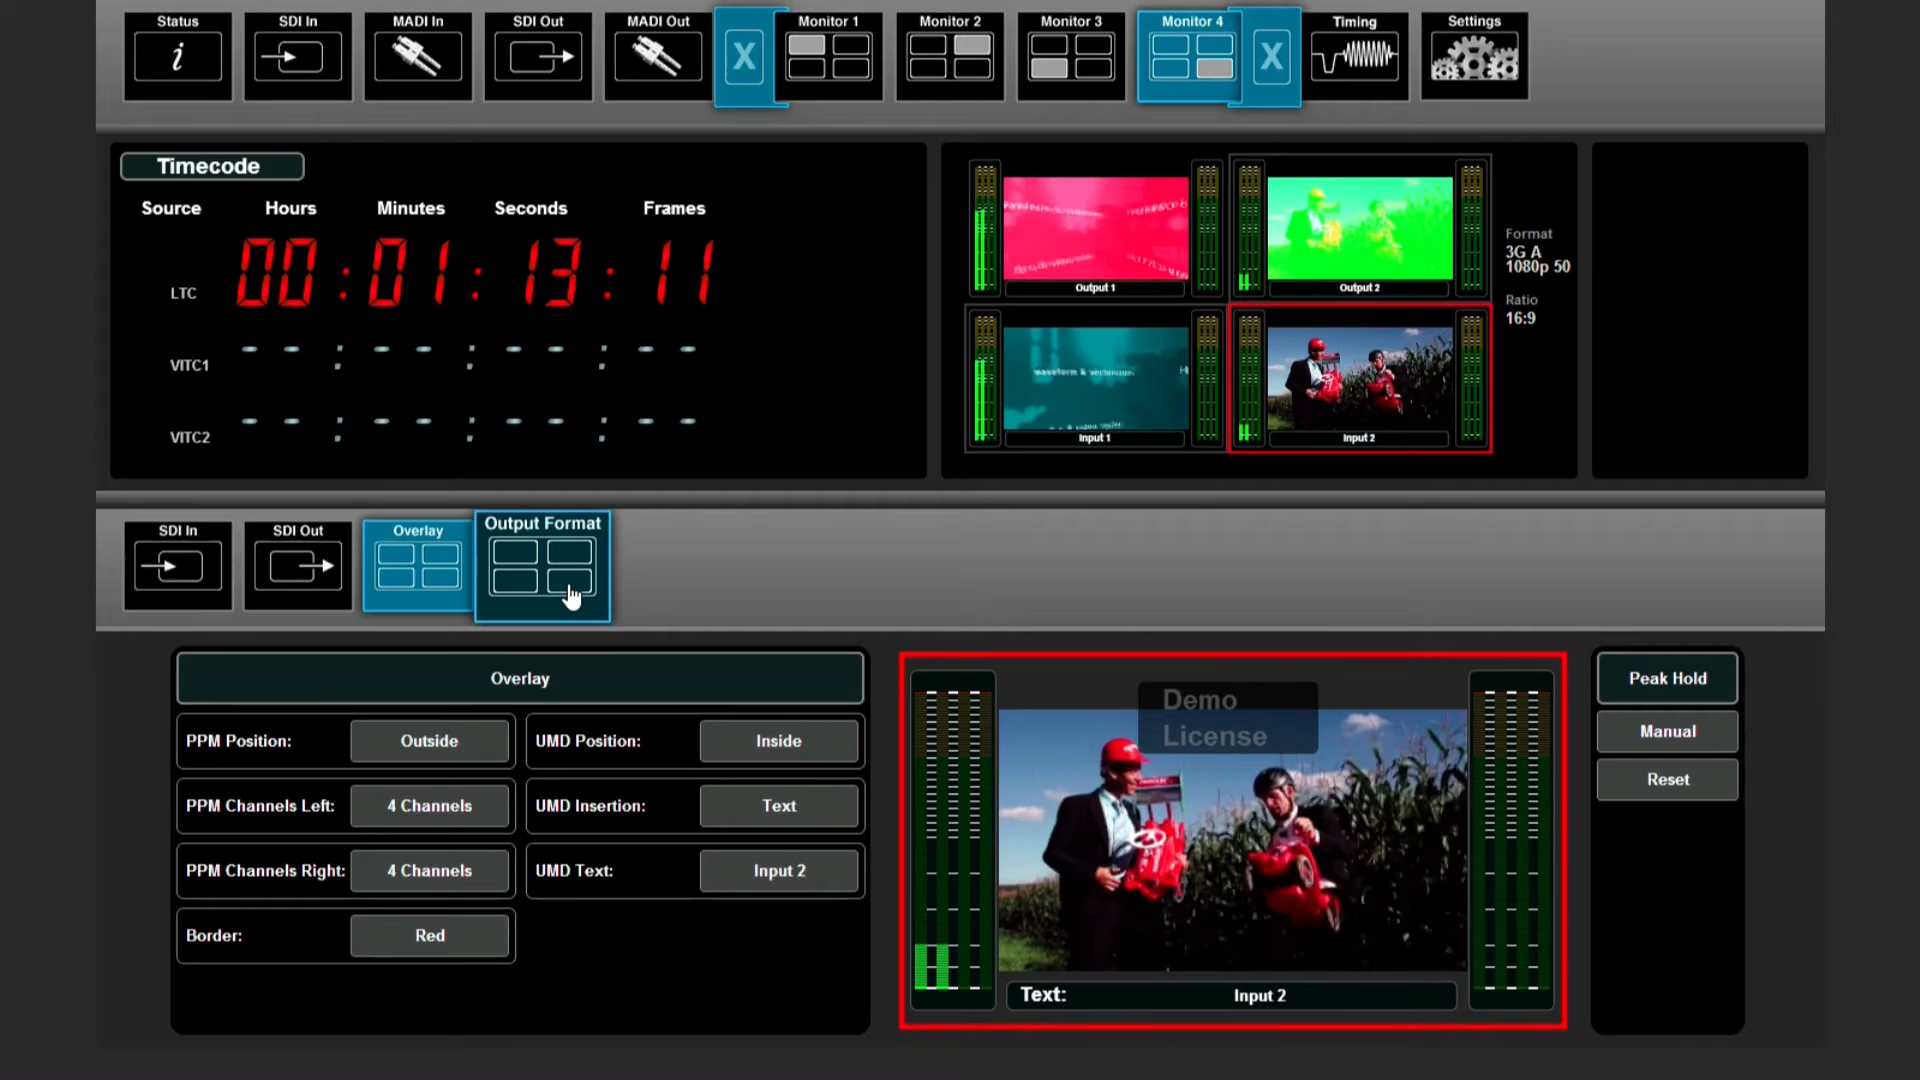 Status
SDI In
MADI In
SDI Out
MADI Out
X
Monitor 1
Monitor 2
Monitor 3
Monitor 4
X
Timing
Settings
i
Timecode
Source Hours Minutes Seconds Frames
LTC 00 : 01 : 13 : 11
VITC1 -- : -- : -- : --
VITC2 -- : -- : -- : --
Output 1
Output 2
waveform & vectorscope
Input 1
Input 2
Format
3G A
1080p 50
Ratio
16:9
SDI In
SDI Out
Overlay
Output Format
Overlay
PPM Position: Outside
UMD Position: Inside
PPM Channels Left: 4 Channels
UMD Insertion: Text
PPM Channels Right: 4 Channels
UMD Text: Input 2
Border: Red
Demo
License
Text: Input 2
Peak Hold
Manual
Reset